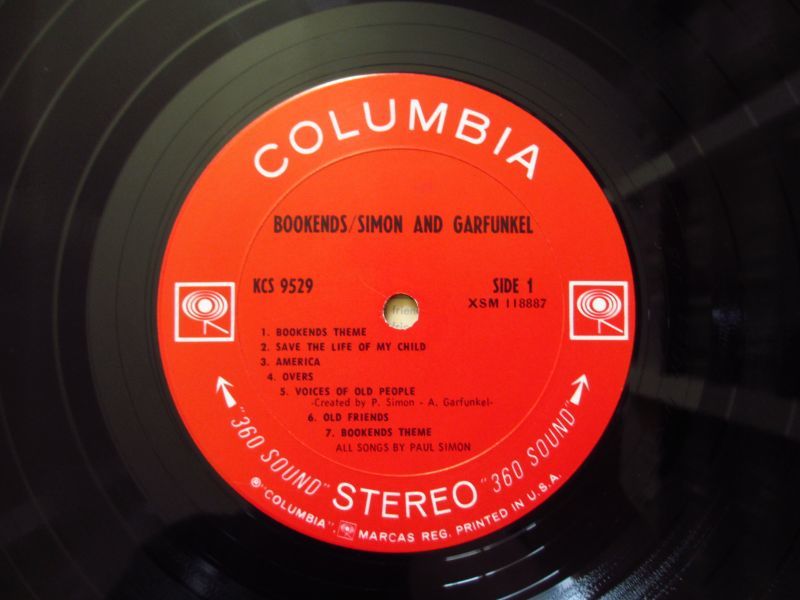 COLUMBIA
BOOKENDS/SIMON AND GARFUNKEL
KCS 9529
SIDE 1
XSM 118887
frien
1. BOOKENDS THEME
2. SAVE THE LIFE OF MY CHILD
3. AMERICA
4. OVERS
5. VOICES OF OLD PEOPLE
-Created by P. Simon - A. Garfunkel-
6. OLD FRIENDS
7. BOOKENDS THEME
ALL SONGS BY PAUL SIMON
"360 SOUND" STEREO "360 SOUND"
℗"COLUMBIA", MARCAS REG. PRINTED IN U.S.A.